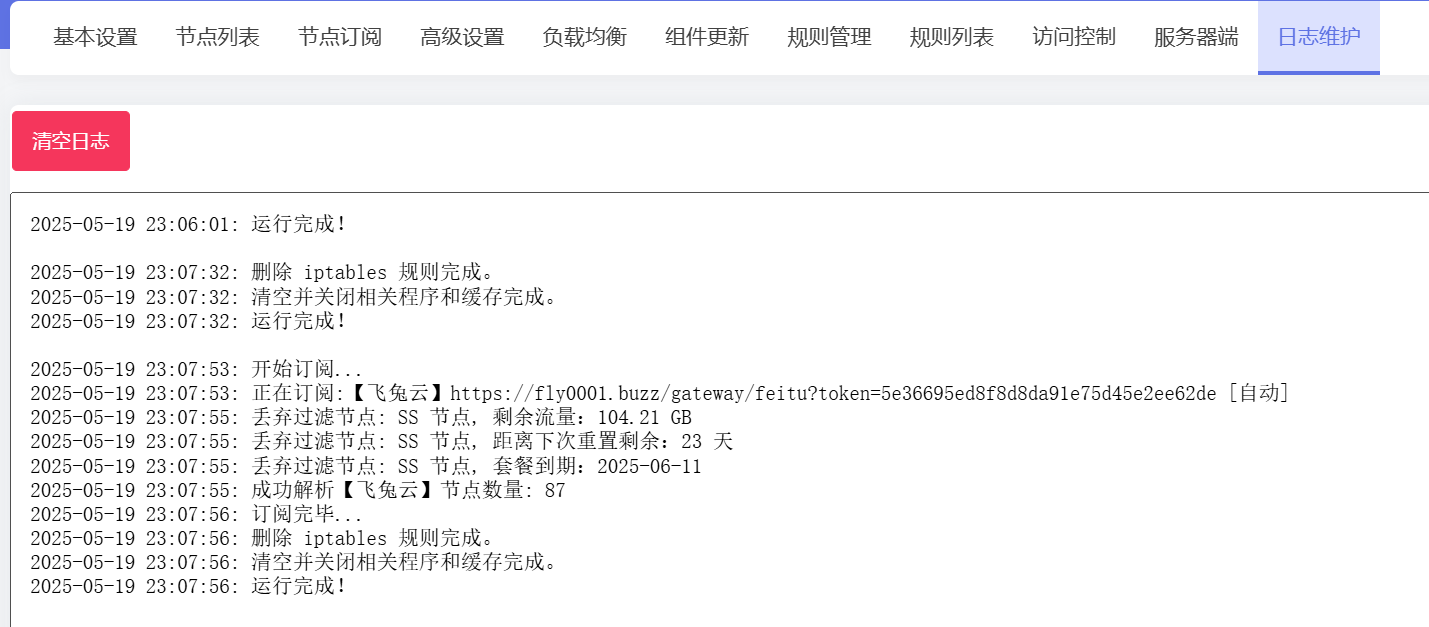 基本设置 节点列表 节点订阅 高级设置 负载均衡 组件更新 规则管理 规则列表 访问控制 服务器端 日志维护
清空日志
2025-05-19 23:06:01: 运行完成!
2025-05-19 23:07:32: 删除 iptables 规则完成。
2025-05-19 23:07:32: 清空并关闭相关程序和缓存完成。
2025-05-19 23:07:32: 运行完成!
2025-05-19 23:07:53: 开始订阅...
2025-05-19 23:07:53: 正在订阅:【飞兔云】https://fly0001.buzz/gateway/feitu?token=5e36695ed8f8d8da91e75d45e2ee62de [自动]
2025-05-19 23:07:55: 丢弃过滤节点: SS 节点, 剩余流量：104.21 GB
2025-05-19 23:07:55: 丢弃过滤节点: SS 节点, 距离下次重置剩余：23 天
2025-05-19 23:07:55: 丢弃过滤节点: SS 节点, 套餐到期：2025-06-11
2025-05-19 23:07:55: 成功解析【飞兔云】节点数量: 87
2025-05-19 23:07:56: 订阅完毕...
2025-05-19 23:07:56: 删除 iptables 规则完成。
2025-05-19 23:07:56: 清空并关闭相关程序和缓存完成。
2025-05-19 23:07:56: 运行完成!